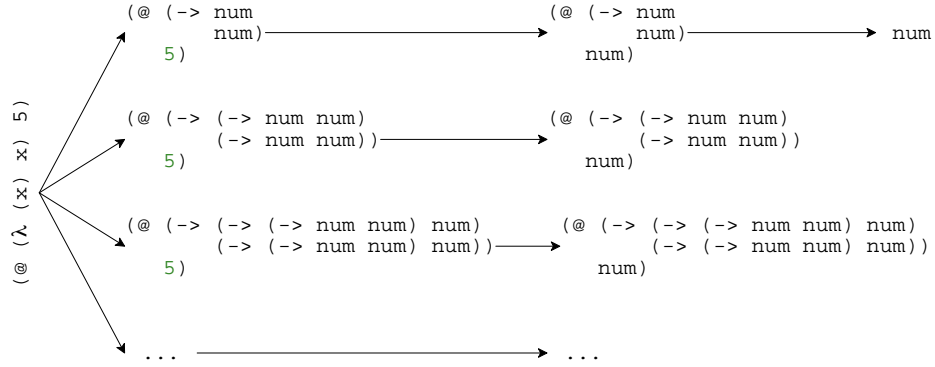 (@ (λ (x) x) 5)
(@ (-> num
num)
5)
(@ (-> num
num)
num)
num
(@ (-> (-> num num)
(-> num num))
5)
(@ (-> (-> num num)
(-> num num))
num)
(@ (-> (-> (-> num num) num)
(-> (-> num num) num))
5)
(@ (-> (-> (-> num num) num)
(-> (-> num num) num))
num)
...
...